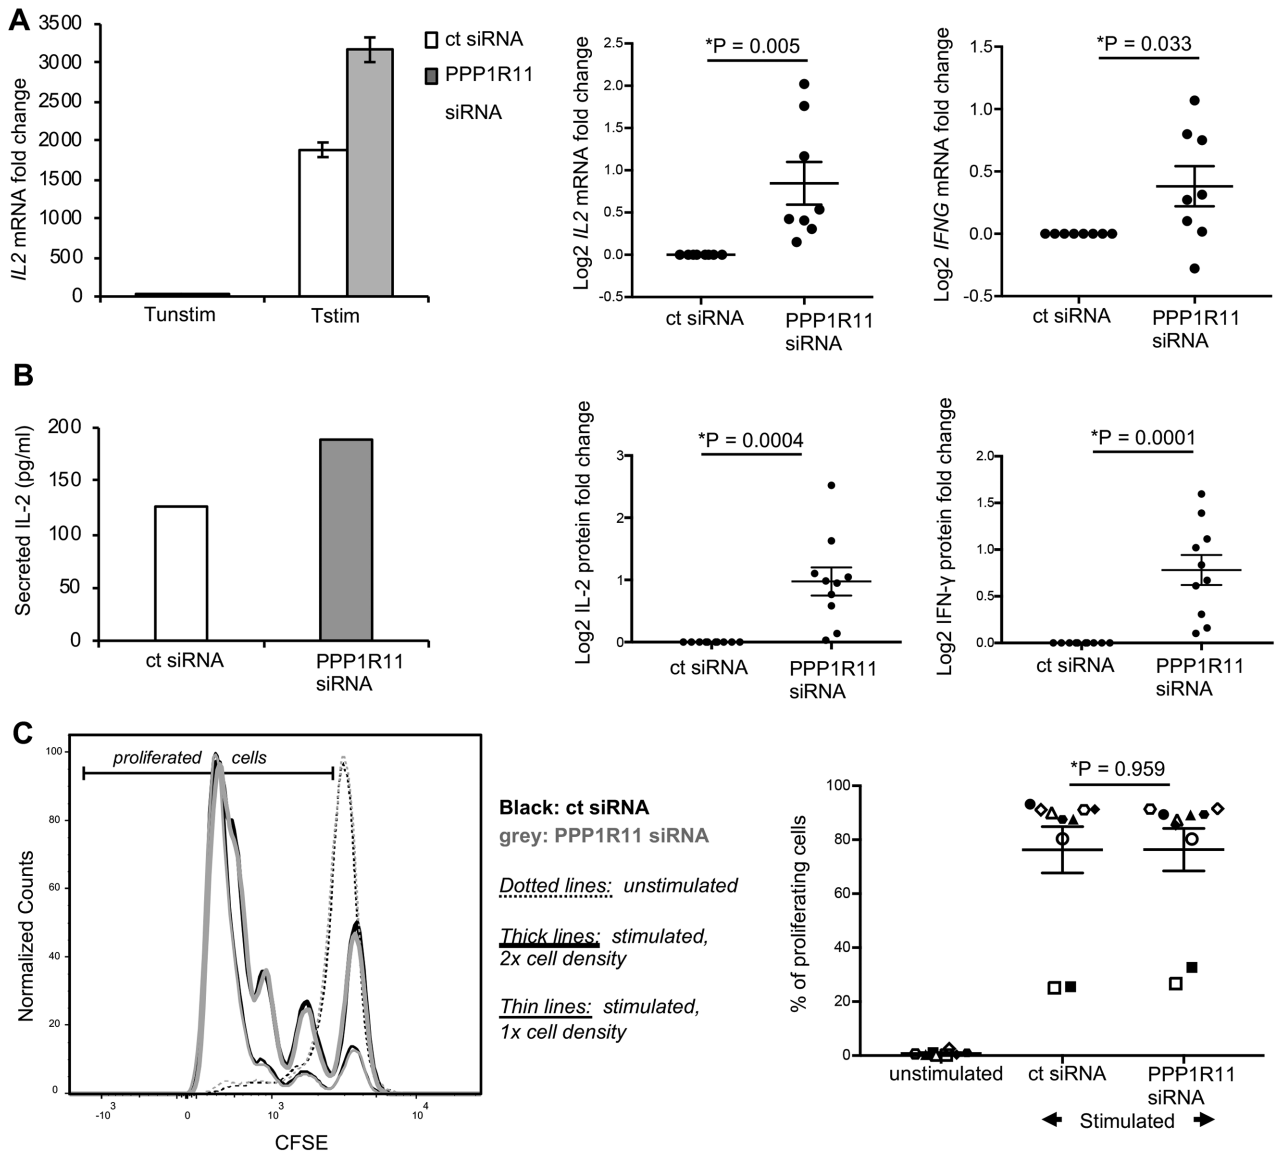 A
IL2 mRNA fold change
3500
3000
2500
2000
1500
1000
500
0
Tunstim
Tstim
ct siRNA
PPP1R11
siRNA
Log2 IL2 mRNA fold change
2.5
2.0
1.5
1.0
0.5
0.0
-0.5
*P = 0.005
ct siRNA
PPP1R11
siRNA
Log2 IFNG mRNA fold change
1.5
1.0
0.5
0.0
-0.5
*P = 0.033
ct siRNA
PPP1R11
siRNA
B
Secreted IL-2 (pg/ml)
200
150
100
50
0
ct siRNA
PPP1R11
siRNA
Log2 IL-2 protein fold change
3
2
1
0
*P = 0.0004
ct siRNA
PPP1R11
siRNA
Log2 IFN-γ protein fold change
2.0
1.5
1.0
0.5
0.0
*P = 0.0001
ct siRNA
PPP1R11
siRNA
C
Normalized Counts
100
80
60
40
20
0
proliferated cells
-10³
0
10³
10⁴
CFSE
Black: ct siRNA
grey: PPP1R11 siRNA
Dotted lines: unstimulated
Thick lines: stimulated,
2x cell density
Thin lines: stimulated,
1x cell density
% of proliferating cells
100
80
60
40
20
0
*P = 0.959
unstimulated
ct siRNA
PPP1R11
siRNA
Stimulated